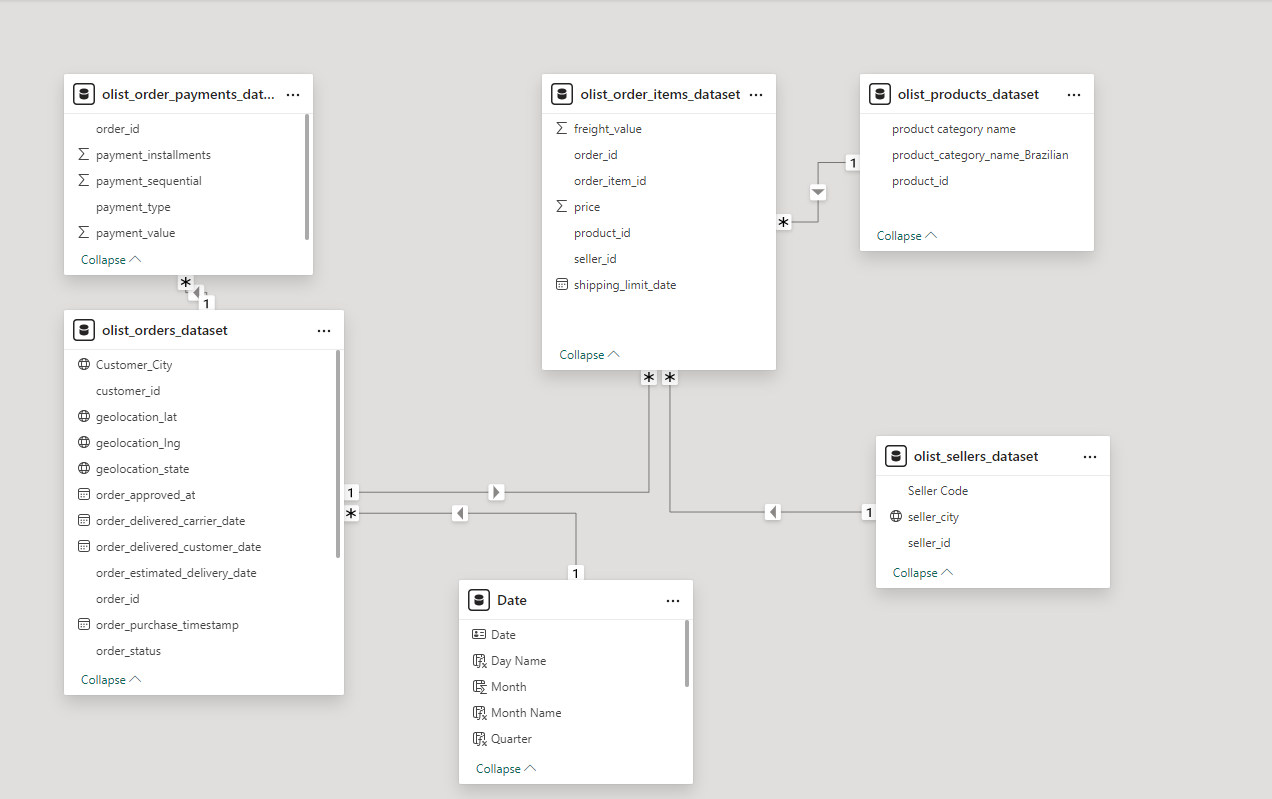 olist_order_payments_dat...
order_id
payment_installments
payment_sequential
payment_type
payment_value
Collapse
*
1
olist_orders_dataset
Customer_City
customer_id
geolocation_lat
geolocation_lng
geolocation_state
order_approved_at
order_delivered_carrier_date
order_delivered_customer_date
order_estimated_delivery_date
order_id
order_purchase_timestamp
order_status
Collapse
1
*
olist_order_items_dataset
freight_value
order_id
order_item_id
price
product_id
seller_id
shipping_limit_date
Collapse
* *
*
1
olist_products_dataset
product category name
product_category_name_Brazilian
product_id
Collapse
1
olist_sellers_dataset
Seller Code
seller_city
seller_id
Collapse
1
Date
Date
Day Name
Month
Month Name
Quarter
Collapse